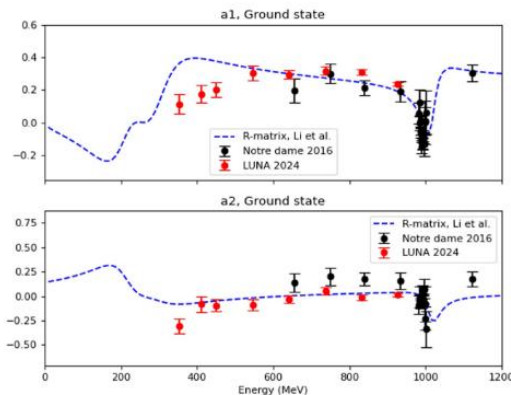 a1, Ground state
0.6
0.4
0.2
0.0
−0.2
R-matrix, Li et al.
Notre dame 2016
LUNA 2024
a2, Ground state
0.75
0.50
0.25
0.00
−0.25
−0.50
R-matrix, Li et al.
Notre dame 2016
LUNA 2024
0 200 400 600 800 1000 1200
Energy (MeV)